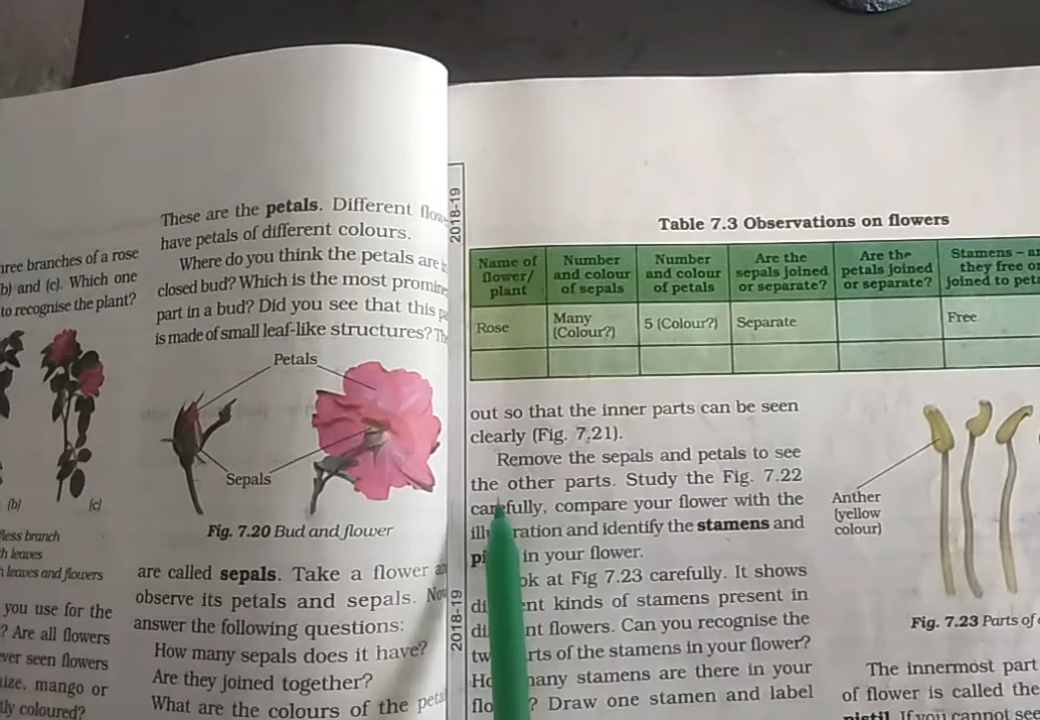 ree branches of a rose
b) and (c). Which one
to recognise the plant?
(b)
(c)
h leaves
leaves and flowers
you use for the
? Are all flowers
ver seen flowers
mango or
coloured?
These are the petals. Different
have petals of different colours.
Where do you think the petals are
closed bud? Which is the most
part in a bud? Did you see that this
is made of small leaf-like structures?
Petals
Sepals
Fig. 7.20 Bud and flower
are called sepals. Take a flower
observe its petals and sepals.
answer the following questions:
How many sepals does it have?
Are they joined together?
What are the colours of the
2018-19
2018-19
Table 7.3 Observations on flowers
Name of flower/ plant
Number and colour of sepals
Number and colour of petals
Are the sepals joined or separate?
Are the petals joined or separate?
Stamens – they free or joined to
Rose
Many (Colour?)
5 (Colour?)
Separate
Free
out so that the inner parts can be seen
clearly (Fig. 7.21).
Remove the sepals and petals to see
the other parts. Study the Fig. 7.22
carefully, compare your flower with the
ration and identify the stamens and
in your flower.
ok at Fig 7.23 carefully. It shows
nt kinds of stamens present in
nt flowers. Can you recognise the
rts of the stamens in your flower?
many stamens are there in your
? Draw one stamen and label
Anther
(yellow
colour)
Fig. 7.23 Parts of
The innermost part
of flower is called the
pistil. If you cannot see